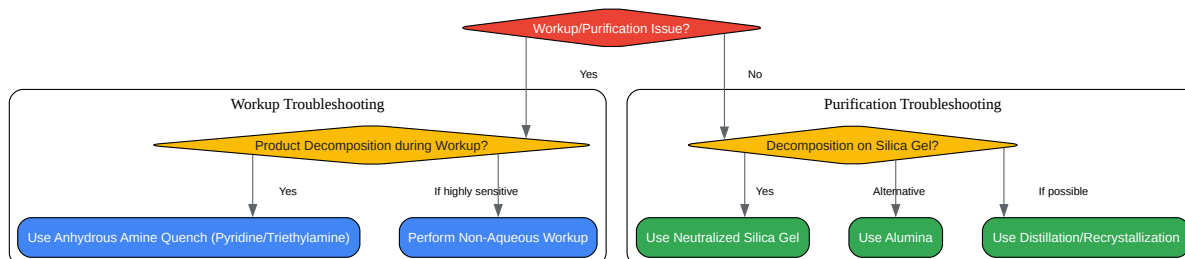 Workup/Purification Issue?
Yes
No
Workup Troubleshooting
Purification Troubleshooting
Product Decomposition during Workup?
Decomposition on Silica Gel?
Yes
If highly sensitive
Yes
Alternative
If possible
Use Anhydrous Amine Quench (Pyridine/Triethylamine)
Perform Non-Aqueous Workup
Use Neutralized Silica Gel
Use Alumina
Use Distillation/Recrystallization